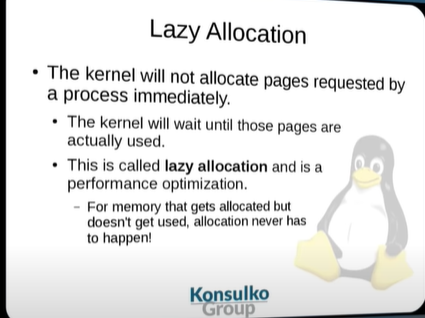 Lazy Allocation
• The kernel will not allocate pages requested by
a process immediately.
• The kernel will wait until those pages are
actually used.
• This is called lazy allocation and is a
performance optimization.
– For memory that gets allocated but
doesn't get used, allocation never has
to happen!
Konsulko
Group